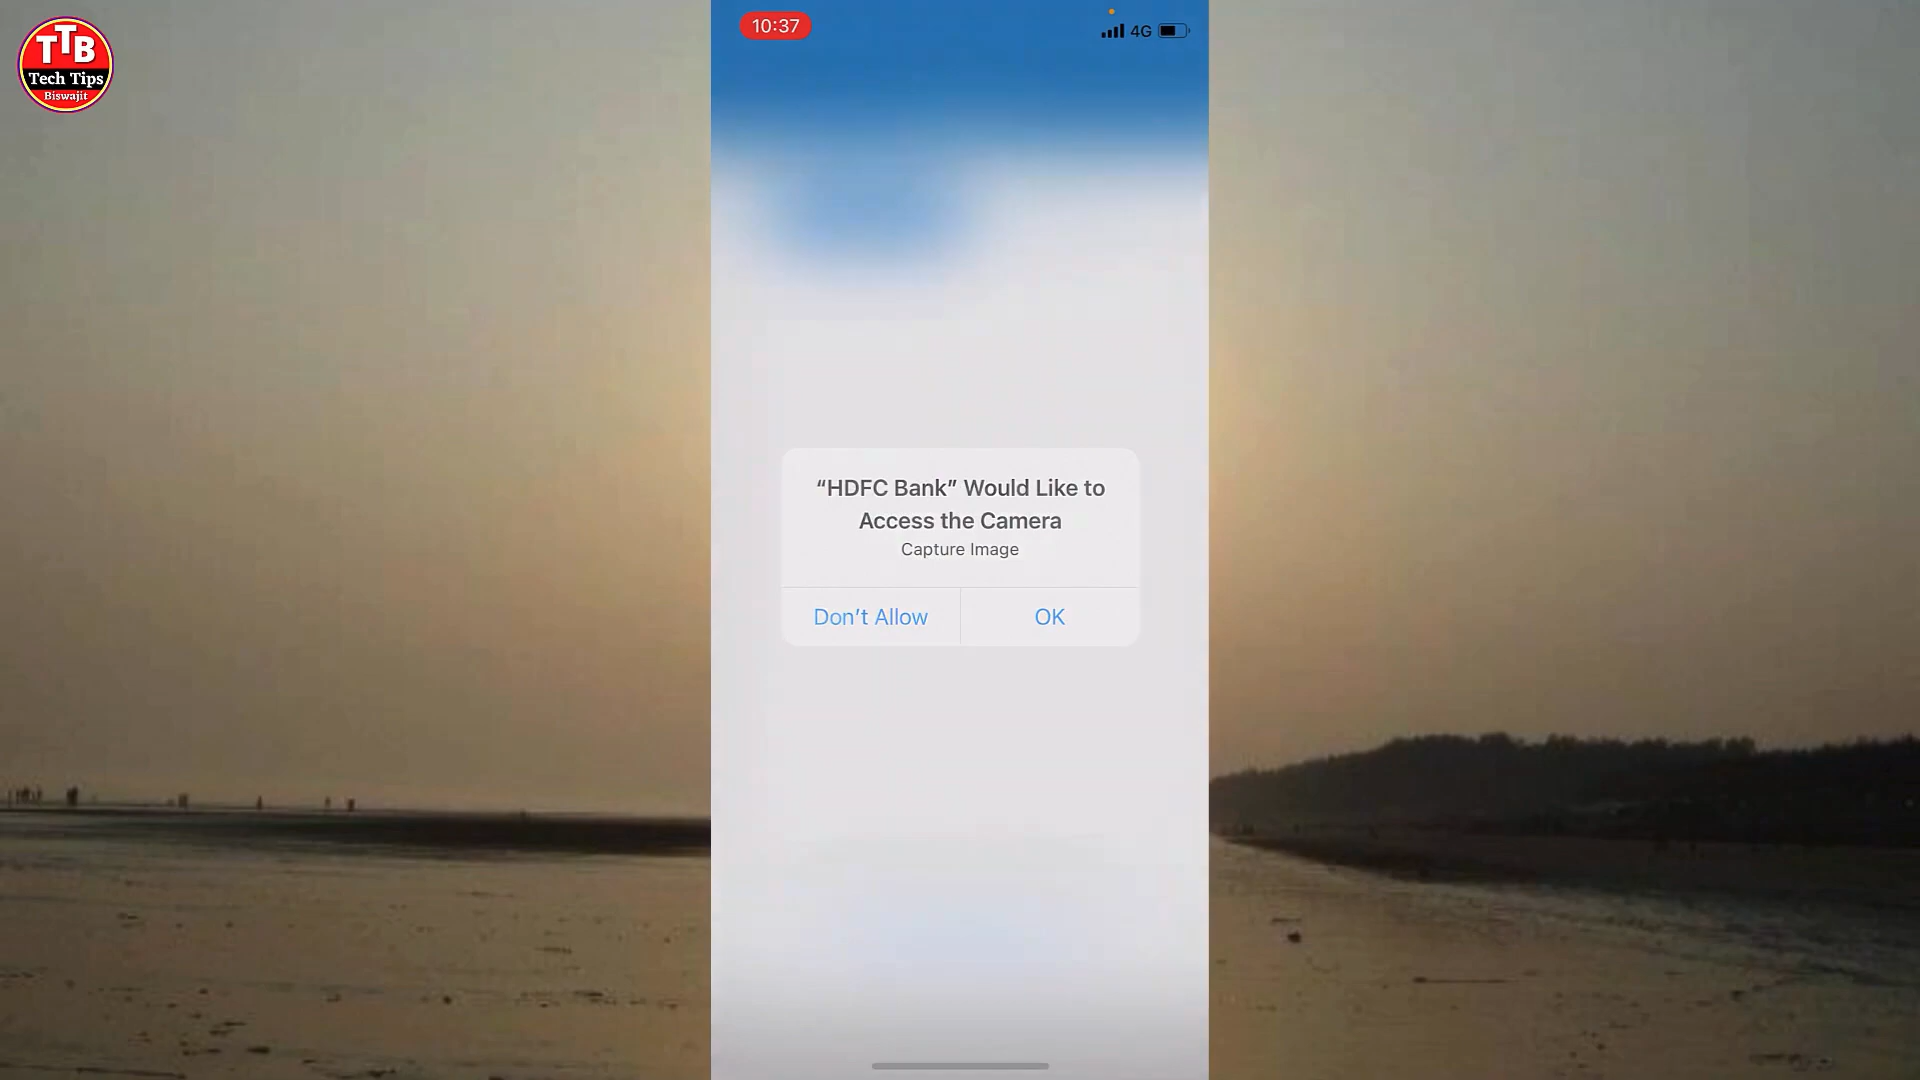 TTB
Tech Tips
Biswajit
10:37
4G
“HDFC Bank” Would Like to
Access the Camera
Capture Image
Don’t Allow
OK